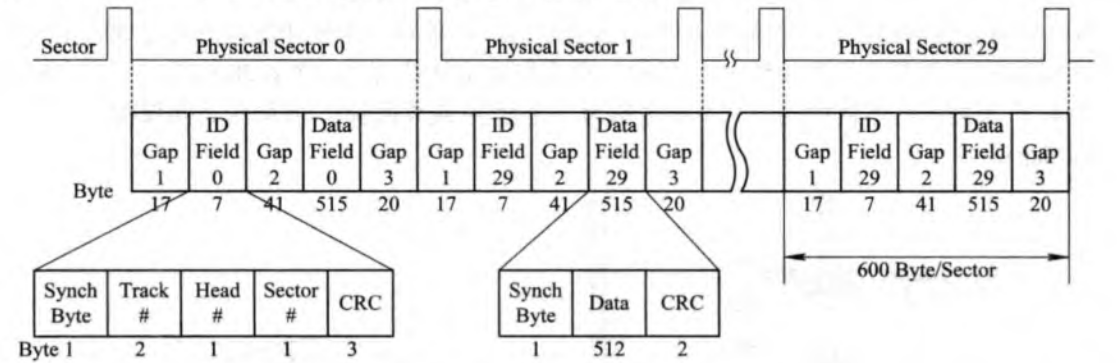 Sector Physical Sector 0 Physical Sector 1 Physical Sector 29
ID Data ID Data ID Data
Gap Field Gap Field Gap Gap Field Gap Field Gap Gap Field Gap Field Gap
1 0 2 0 3 1 29 2 29 3 1 29 2 29 3
Byte
17 7 41 515 20 17 7 41 515 20 17 7 41 515 20
600 Byte/Sector
Synch Track Head Sector CRC Synch Data CRC
Byte # # # Byte
Byte 1 2 1 1 3 1 512 2